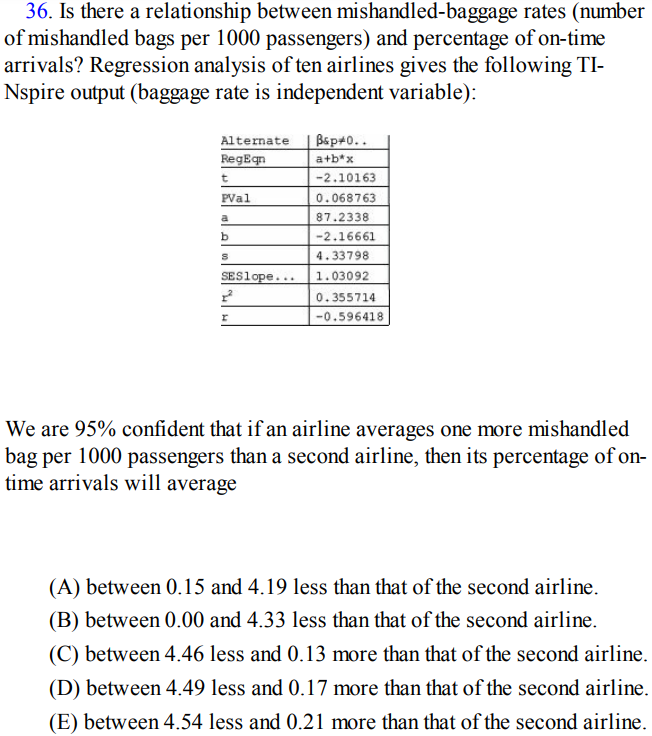 36. Is there a relationship between mishandled-baggage rates (number
of mishandled bags per 1000 passengers) and percentage of on-time
arrivals? Regression analysis of ten airlines gives the following TI-
Nspire output (baggage rate is independent variable):
Alternate β&ρ≠0..
RegEqn a+b*x
t -2.10163
PVal 0.068763
a 87.2338
b -2.16661
s 4.33798
SESlope... 1.03092
r² 0.355714
r -0.596418
We are 95% confident that if an airline averages one more mishandled
bag per 1000 passengers than a second airline, then its percentage of on-
time arrivals will average
(A) between 0.15 and 4.19 less than that of the second airline.
(B) between 0.00 and 4.33 less than that of the second airline.
(C) between 4.46 less and 0.13 more than that of the second airline.
(D) between 4.49 less and 0.17 more than that of the second airline.
(E) between 4.54 less and 0.21 more than that of the second airline.